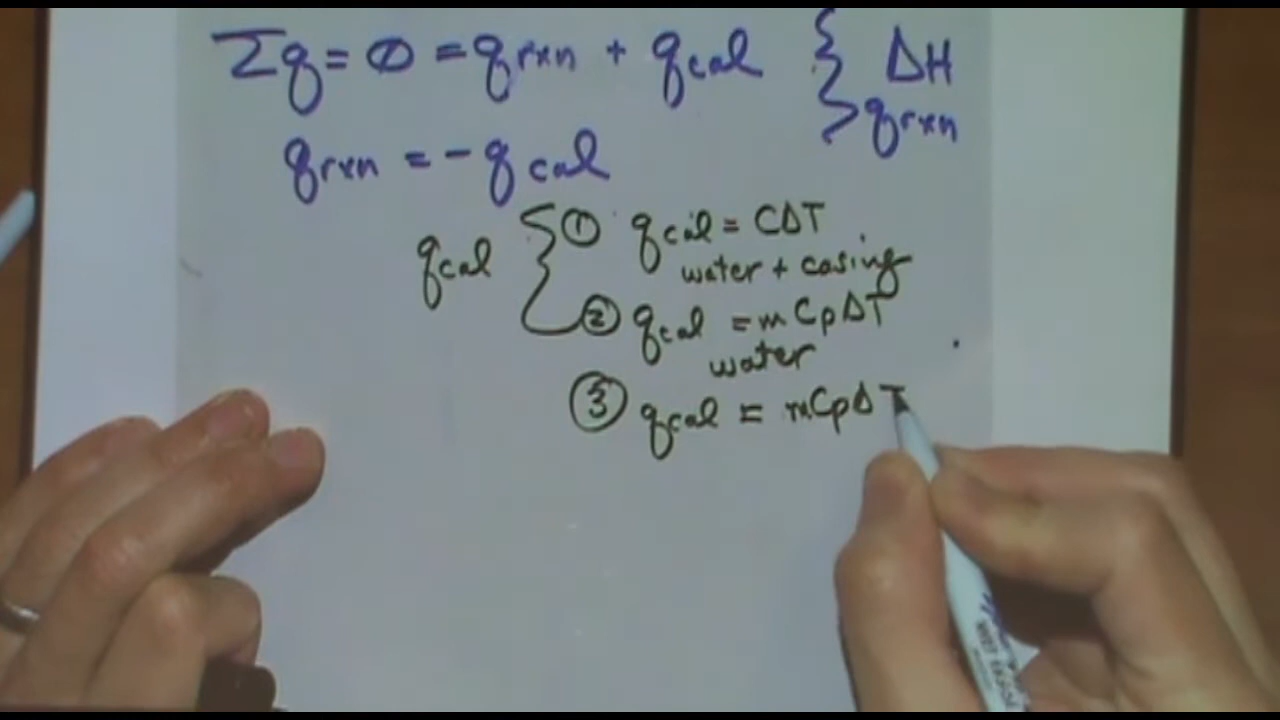 Σq = 0 = qrxn + qcal } ΔH
qrxn
qrxn = -qcal
qcal { ① qcal = CΔT
water + casing
② qcal = mCpΔT
water
③ qcal = mCpΔT